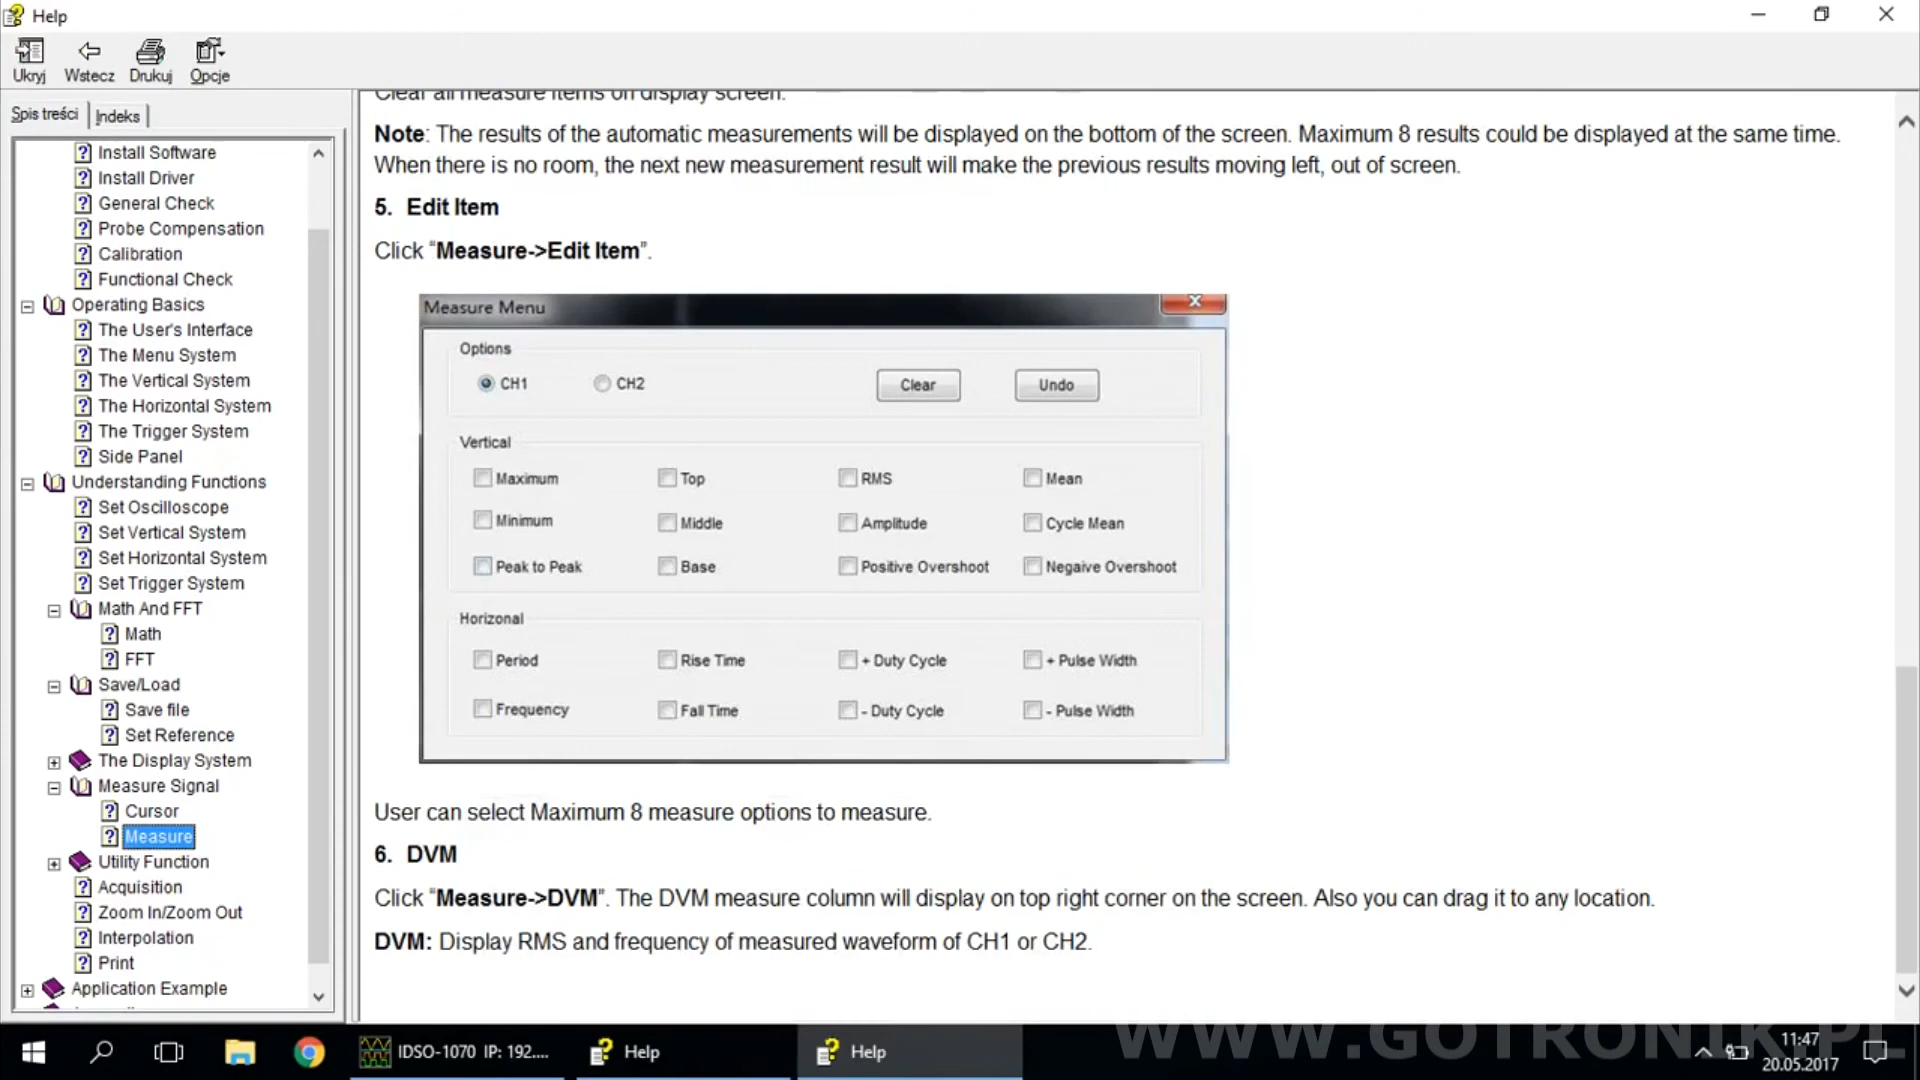 Help
Ukryj Wstecz Drukuj Opcje
Spis treści Indeks
Install Software
Install Driver
General Check
Probe Compensation
Calibration
Functional Check
Operating Basics
The User's Interface
The Menu System
The Vertical System
The Horizontal System
The Trigger System
Side Panel
Understanding Functions
Set Oscilloscope
Set Vertical System
Set Horizontal System
Set Trigger System
Math And FFT
Math
FFT
Save/Load
Save file
Set Reference
The Display System
Measure Signal
Cursor
Measure
Utility Function
Acquisition
Zoom In/Zoom Out
Interpolation
Print
Application Example
Clear all measure items on display screen.
Note: The results of the automatic measurements will be displayed on the bottom of the screen. Maximum 8 results could be displayed at the same time.
When there is no room, the next new measurement result will make the previous results moving left, out of screen.
5. Edit Item
Click “Measure->Edit Item”.
Measure Menu
Options
CH1 CH2 Clear Undo
Vertical
Maximum Top RMS Mean
Minimum Middle Amplitude Cycle Mean
Peak to Peak Base Positive Overshoot Negaive Overshoot
Horizonal
Period Rise Time + Duty Cycle + Pulse Width
Frequency Fall Time - Duty Cycle - Pulse Width
User can select Maximum 8 measure options to measure.
6. DVM
Click “Measure->DVM”. The DVM measure column will display on top right corner on the screen. Also you can drag it to any location.
DVM: Display RMS and frequency of measured waveform of CH1 or CH2.
IDSO-1070 IP: 192.... Help Help
WWW.GOTRONIK.PL
11:47
20.05.2017